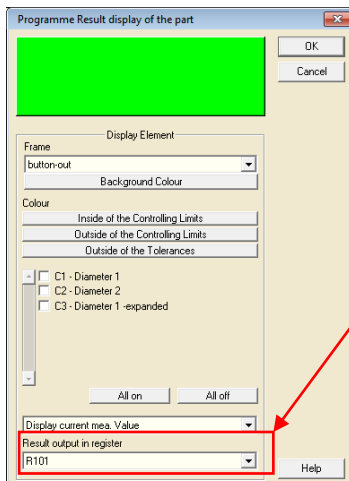 Programme Result display of the part
OK
Cancel
Display Element
Frame
button-out
Background Colour
Colour
Inside of the Controlling Limits
Outside of the Controlling Limits
Outside of the Tolerances
C1 - Diameter 1
C2 - Diameter 2
C3 - Diameter 1 -expanded
All on
All off
Display current mea. Value
Result output in register
R101
Help